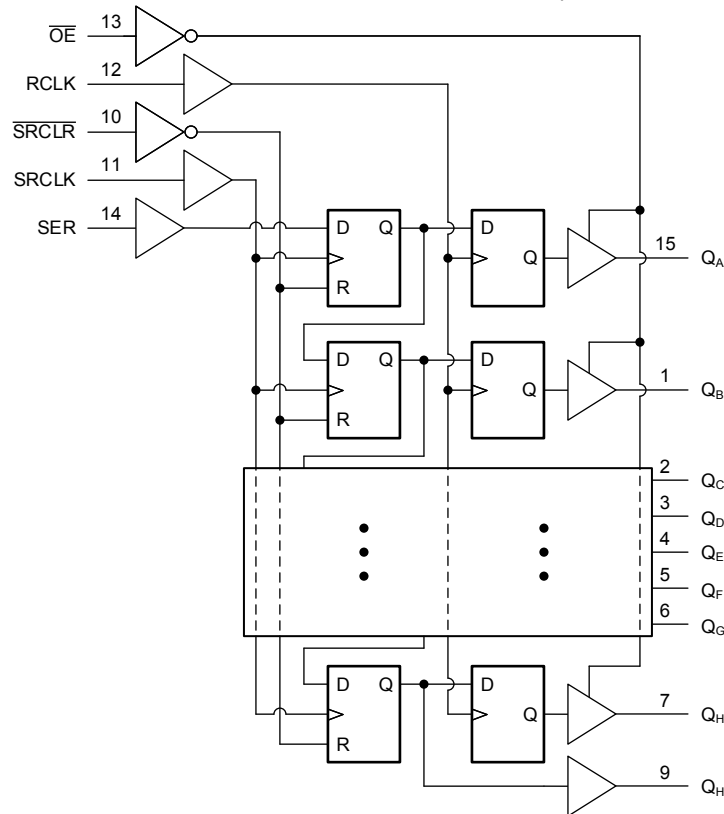 13
OE
12
RCLK
10
SRCLR
11
SRCLK
14
SER
D Q D
R Q 15 QA
D Q D
R Q 1 QB
2 QC
3 QD
4 QE
5 QF
6 QG
D Q D
R Q 7 QH
9 QH